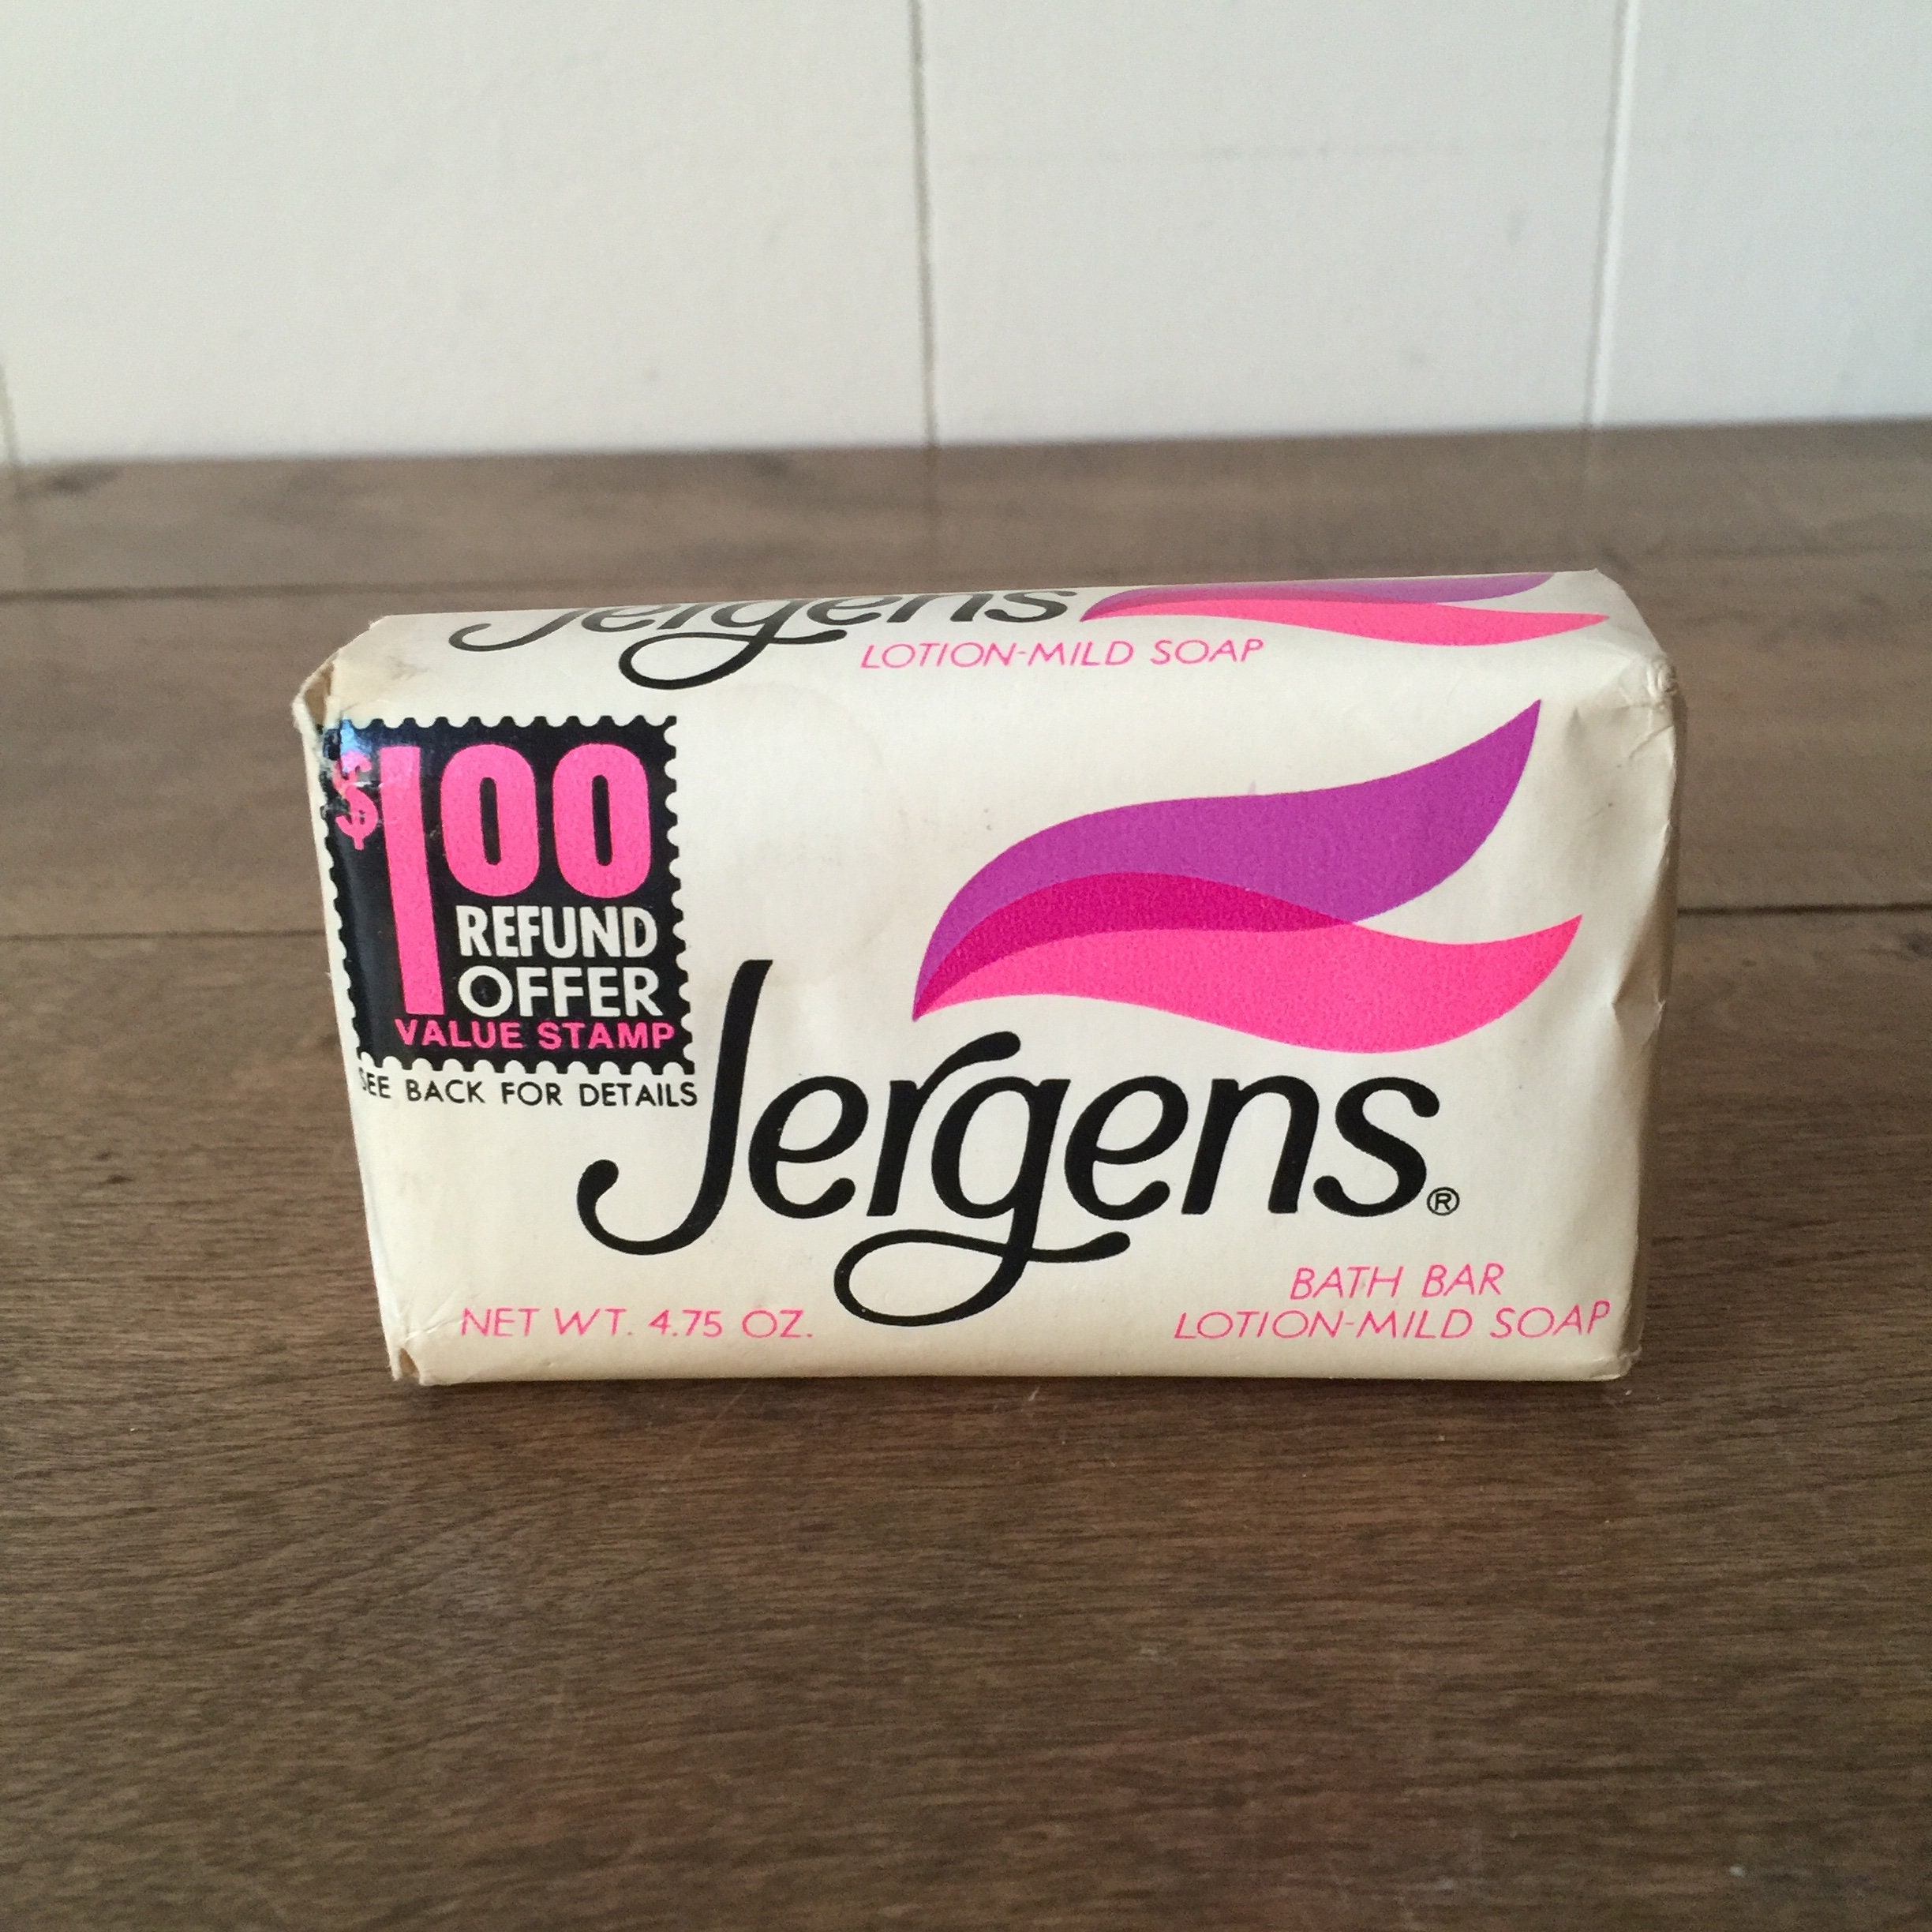 Jergens
LOTION-MILD SOAP
$1.00
REFUND
OFFER
VALUE STAMP
SEE BACK FOR DETAILS
Jergens®
BATH BAR
LOTION-MILD SOAP
NET WT. 4.75 OZ.